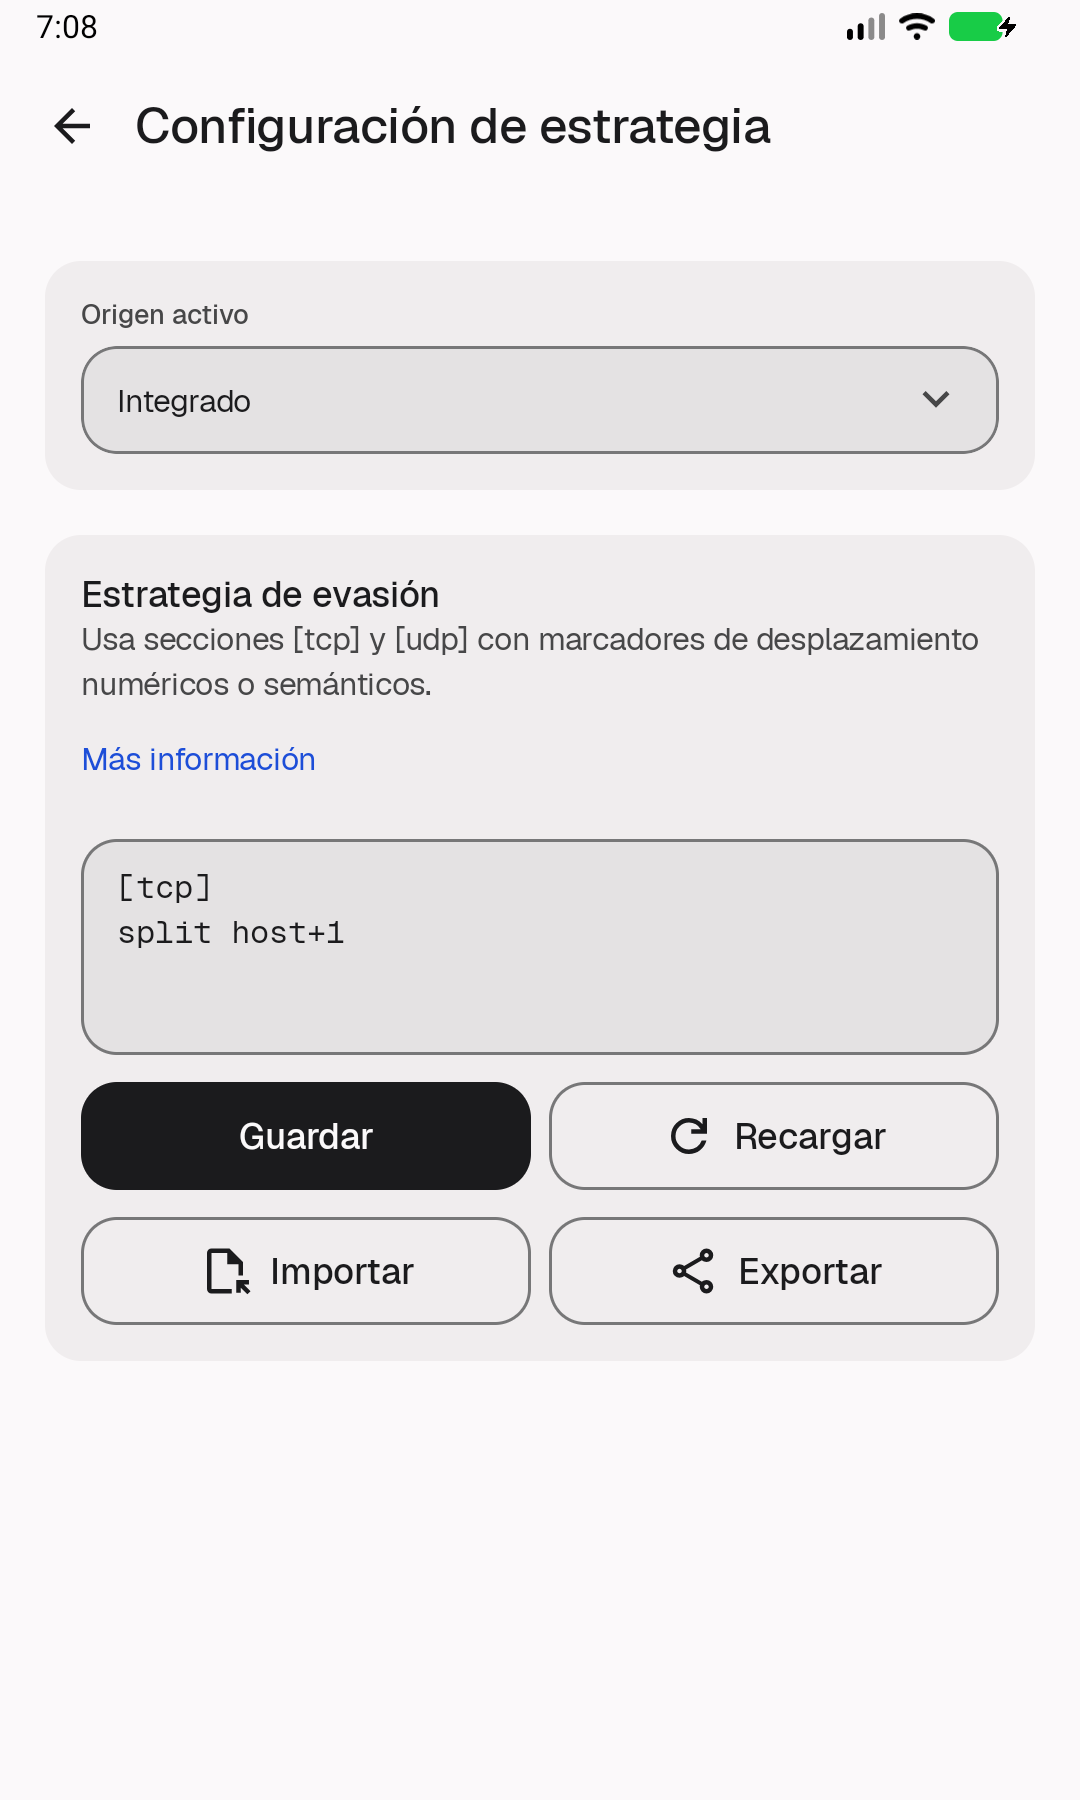 7:08
Configuración de estrategia
Origen activo
Integrado
Estrategia de evasión
Usa secciones [tcp] y [udp] con marcadores de desplazamiento
numéricos o semánticos.
Más información
[tcp]
split host+1
Guardar
Recargar
Importar
Exportar